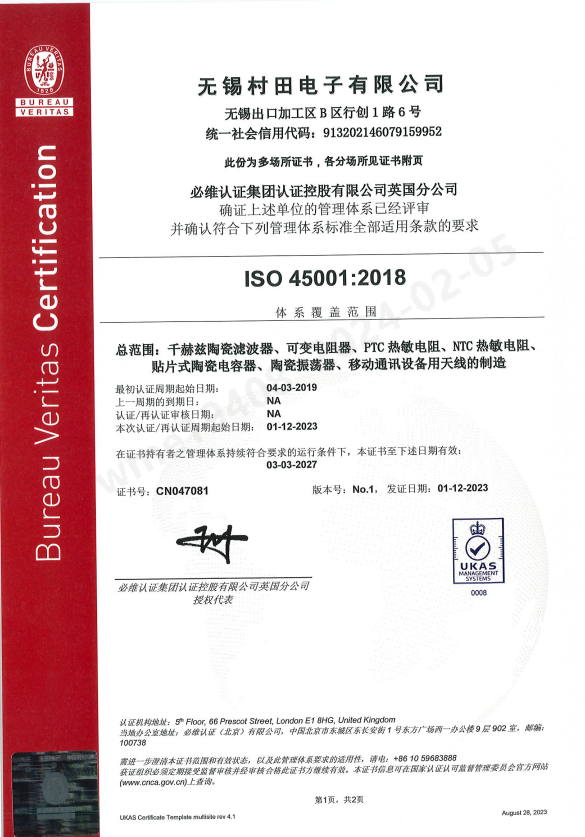 BUREAU VERITAS
1828
BUREAU
VERITAS
Bureau Veritas Certification
无锡村田电子有限公司
无锡出口加工区 B 区行创 1 路 6 号
统一社会信用代码：913202146079159952
此份为多场所证书，各分场所见证书附页
必维认证集团认证控股有限公司英国分公司
确证上述单位的管理体系已经评审
并确认符合下列管理体系标准全部适用条款的要求
ISO 45001:2018
体系覆盖范围
总范围：千赫兹陶瓷滤波器、可变电阻器、PTC 热敏电阻、NTC 热敏电阻、
贴片式陶瓷电容器、陶瓷振荡器、移动通讯设备用天线的制造
最初认证周期起始日期： 04-03-2019
上一周期的到期日： NA
认证/再认证审核日期： NA
本次认证/再认证周期起始日期： 01-12-2023
在证书持有者之管理体系持续符合要求的运行条件下，本证书至下述日期有效：
03-03-2027
证书号：CN047081 版本号：No.1， 发证日期：01-12-2023
必维认证集团认证控股有限公司英国分公司
授权代表
UKAS
MANAGEMENT
SYSTEMS
0008
认证机构地址：5th Floor, 66 Prescot Street, London E1 8HG, United Kingdom
当地办公室地址：必维认证（北京）有限公司，中国北京市东城区东长安街 1 号东方广场西一办公楼 9 层 902 室，邮编：
100738
需进一步澄清本证书范围和有效状态，以及此管理体系要求的适用性，请电：+86 10 59683888
获证组织必须定期接受监督审核并经审核合格此证书方继续有效。本证书信息可在国家认证认可监督管理委员会官方网站
(www.cnca.gov.cn)上查询。
第1页，共2页
UKAS Certificate Template multisite rev 4.1 August 28, 2023